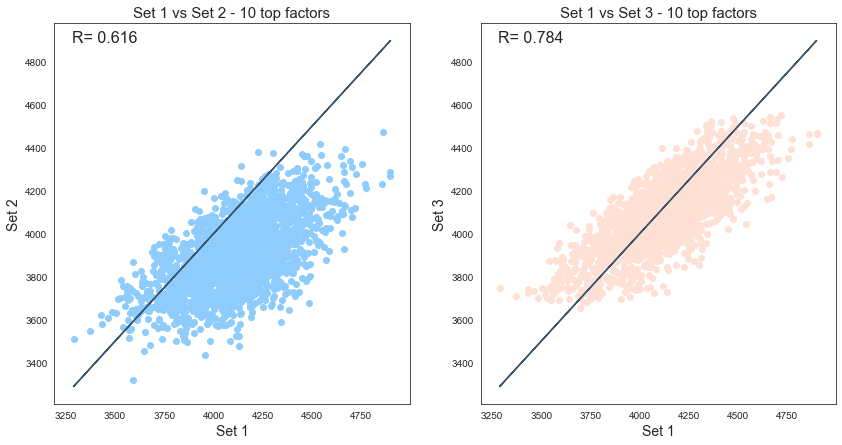 Set 1 vs Set 2 - 10 top factors
R= 0.616
4800
4600
4400
4200
4000
3800
3600
3400
Set 2
3250 3500 3750 4000 4250 4500 4750
Set 1
Set 1 vs Set 3 - 10 top factors
R= 0.784
4800
4600
4400
4200
4000
3800
3600
3400
Set 3
3250 3500 3750 4000 4250 4500 4750
Set 1